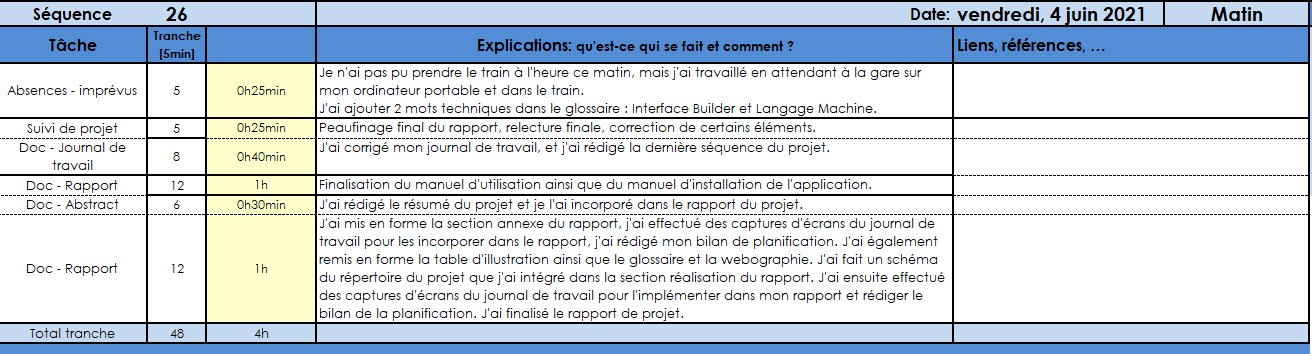 Séquence 26 Date: vendredi, 4 juin 2021 Matin
Tâche Tranche [5min] Explications: qu'est-ce qui se fait et comment ? Liens, références, ...
Absences - imprévus 5 0h25min
Je n'ai pas pu prendre le train à l'heure ce matin, mais j'ai travaillé en attendant à la gare sur
mon ordinateur portable et dans le train.
J'ai ajouter 2 mots techniques dans le glossaire : Interface Builder et Langage Machine.
Suivi de projet 5 0h25min Peaufinage final du rapport, relecture finale, correction de certains éléments.
Doc - Journal de
travail 8 0h40min J'ai corrigé mon journal de travail, et j'ai rédigé la dernière séquence du projet.
Doc - Rapport 12 1h Finalisation du manuel d'utilisation ainsi que du manuel d'installation de l'application.
Doc - Abstract 6 0h30min J'ai rédigé le résumé du projet et je l'ai incorporé dans le rapport du projet.
Doc - Rapport 12 1h
J'ai mis en forme la section annexe du rapport, j'ai effectué des captures d'écrans du journal de
travail pour les incorporer dans le rapport, j'ai rédigé mon bilan de planification. J'ai également
remis en forme la table d'illustration ainsi que le glossaire et la webographie. J'ai fait un schéma
du répertoire du projet que j'ai intégré dans la section réalisation du rapport. J'ai ensuite effectué
des captures d'écrans du journal de travail pour l'implémenter dans mon rapport et rédiger le
bilan de la planification. J'ai finalisé le rapport de projet.
Total tranche 48 4h